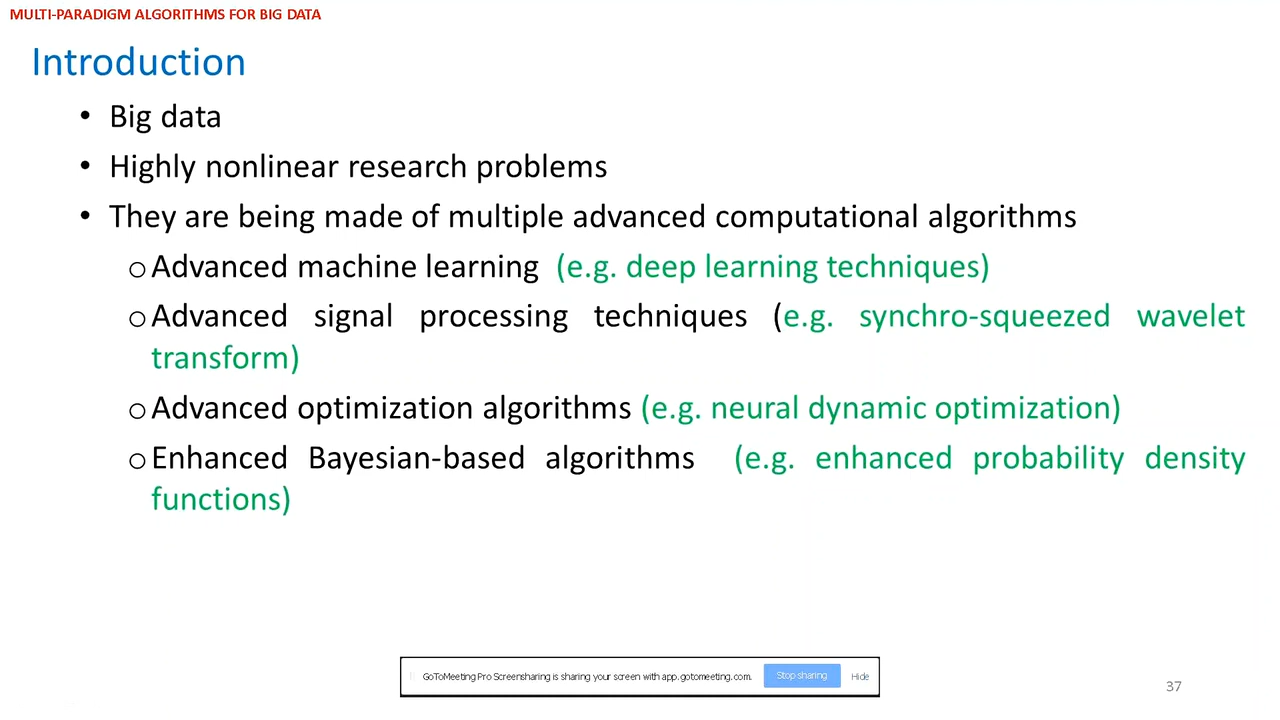 MULTI-PARADIGM ALGORITHMS FOR BIG DATA
Introduction
• Big data
• Highly nonlinear research problems
• They are being made of multiple advanced computational algorithms
o Advanced machine learning (e.g. deep learning techniques)
o Advanced signal processing techniques (e.g. synchro-squeezed wavelet
transform)
o Advanced optimization algorithms (e.g. neural dynamic optimization)
o Enhanced Bayesian-based algorithms (e.g. enhanced probability density
functions)
GoToMeeting Pro Screensharing is sharing your screen with app.gotomeeting.com. Stop sharing Hide
37